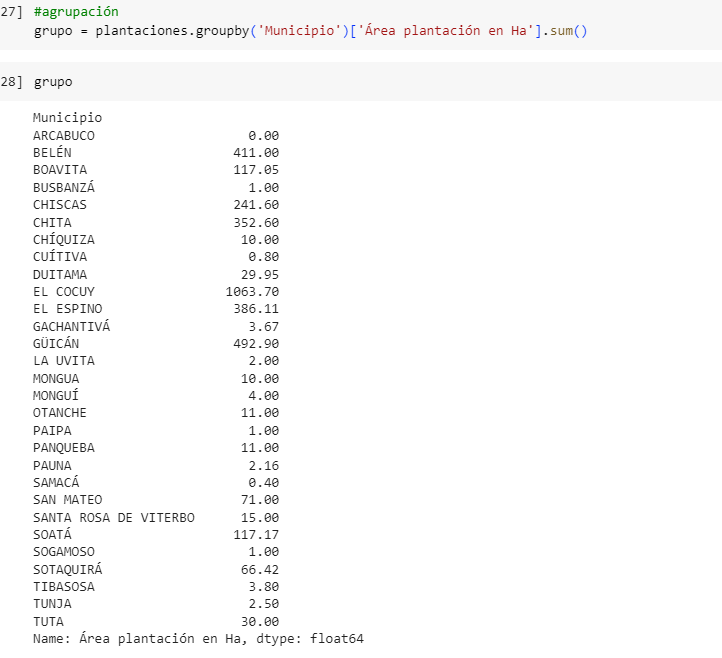 27] #agrupación
grupo = plantaciones.groupby('Municipio')['Área plantación en Ha'].sum()
28] grupo
Municipio
ARCABUCO 0.00
BELÉN 411.00
BOAVITA 117.05
BUSBANZÁ 1.00
CHISCAS 241.60
CHITA 352.60
CHÍQUIZA 10.00
CUÍTIVA 0.80
DUITAMA 29.95
EL COCUY 1063.70
EL ESPINO 386.11
GACHANTIVÁ 3.67
GÜICÁN 492.90
LA UVITA 2.00
MONGUA 10.00
MONGUÍ 4.00
OTANCHE 11.00
PAIPA 1.00
PANQUEBA 11.00
PAUNA 2.16
SAMACÁ 0.40
SAN MATEO 71.00
SANTA ROSA DE VITERBO 15.00
SOATÁ 117.17
SOGAMOSO 1.00
SOTAQUIRÁ 66.42
TIBASOSA 3.80
TUNJA 2.50
TUTA 30.00
Name: Área plantación en Ha, dtype: float64